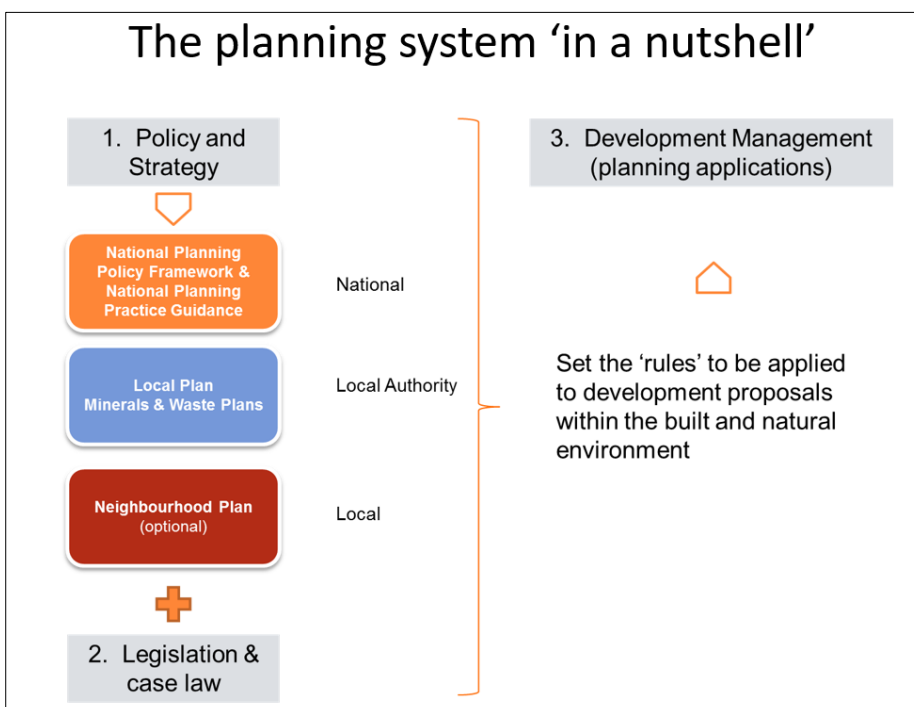 The planning system ‘in a nutshell’
1. Policy and
Strategy
National Planning
Policy Framework &
National Planning
Practice Guidance
National
Local Plan
Minerals & Waste Plans
Local Authority
Neighbourhood Plan
(optional)
Local
2. Legislation &
case law
3. Development Management
(planning applications)
Set the ‘rules’ to be applied
to development proposals
within the built and natural
environment